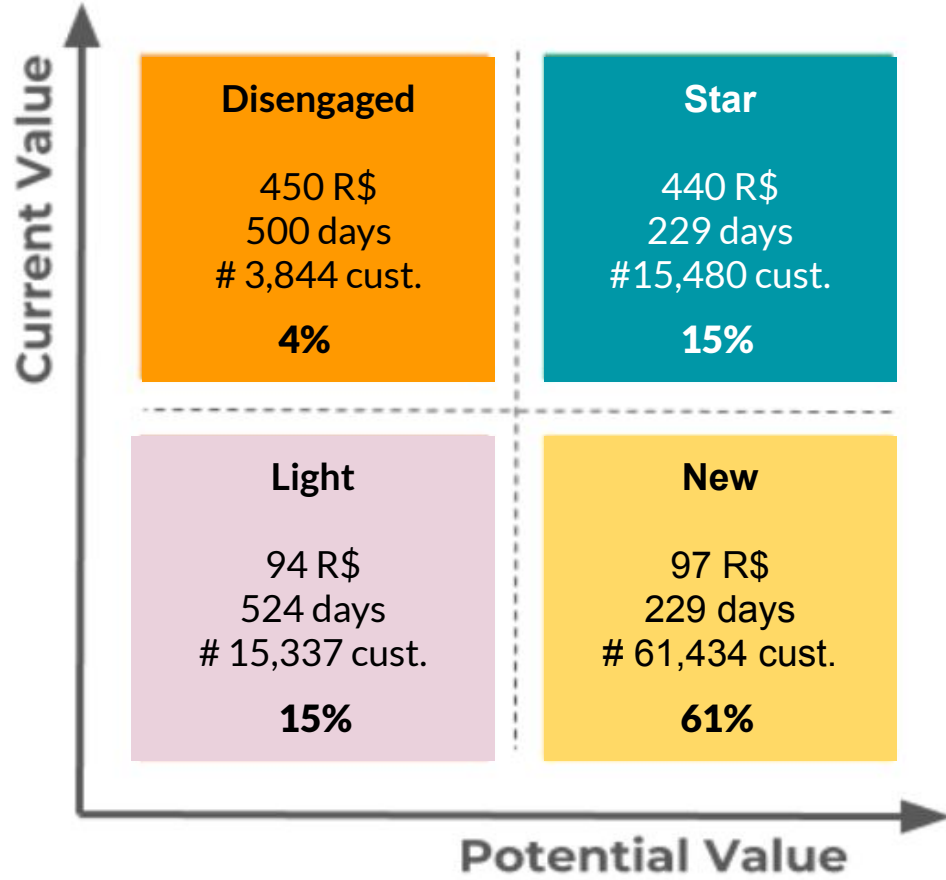 Current Value
Disengaged
450 R$
500 days
# 3,844 cust.
4%
Star
440 R$
229 days
#15,480 cust.
15%
Light
94 R$
524 days
# 15,337 cust.
15%
New
97 R$
229 days
# 61,434 cust.
61%
Potential Value